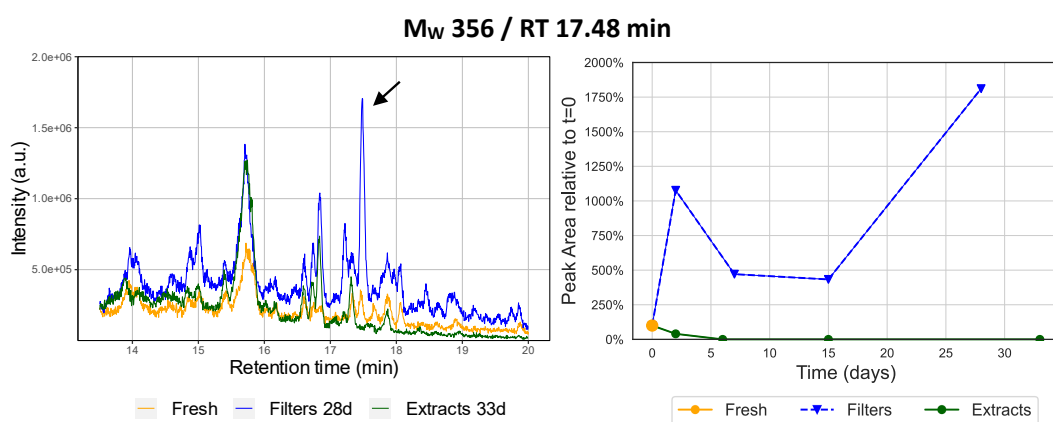 Mw 356 / RT 17.48 min
2.0e+06
1.5e+06
1.0e+06
5.0e+05
Intensity (a.u.)
14 15 16 17 18 19 20
Retention time (min)
Fresh Filters 28d Extracts 33d
2000%
1750%
1500%
1250%
1000%
750%
500%
250%
0%
Peak Area relative to t=0
0 5 10 15 20 25 30
Time (days)
Fresh Filters Extracts